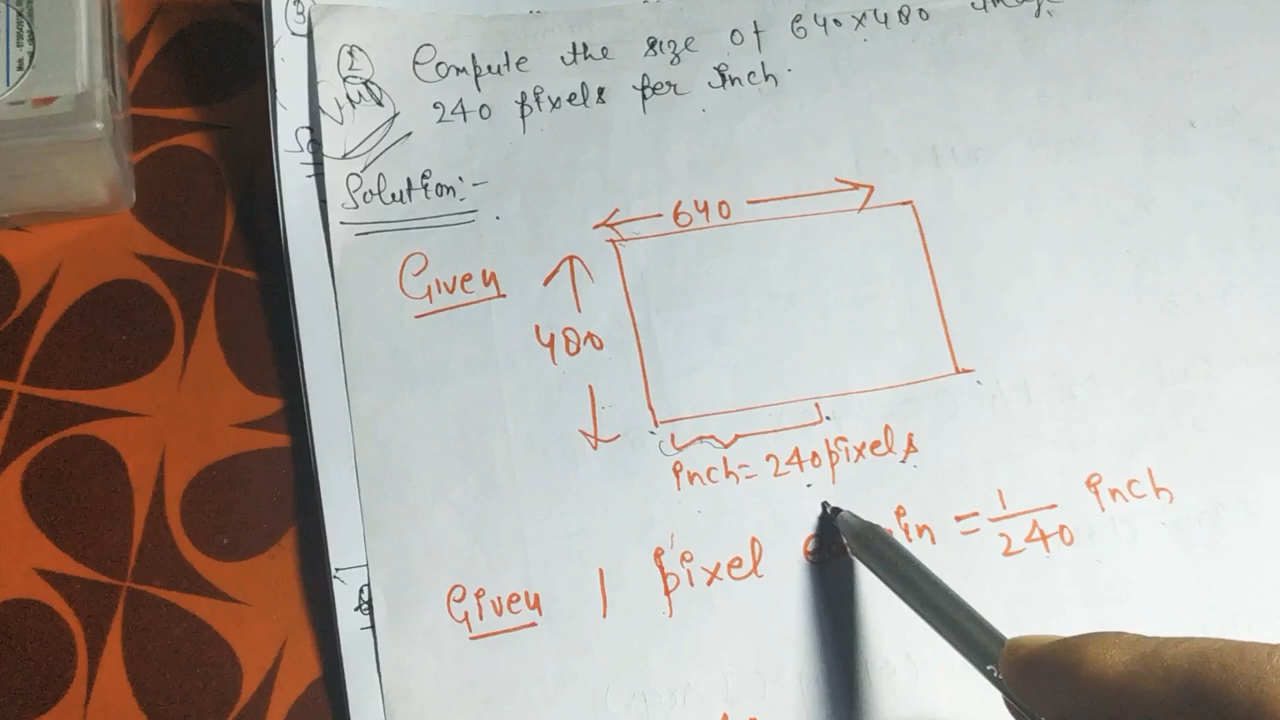 ② Compute the size of 640×480
240 pixels per inch.
Solution:-
640
Given
480
inch = 240 pixels
Given 1 pixel = 1/240 inch